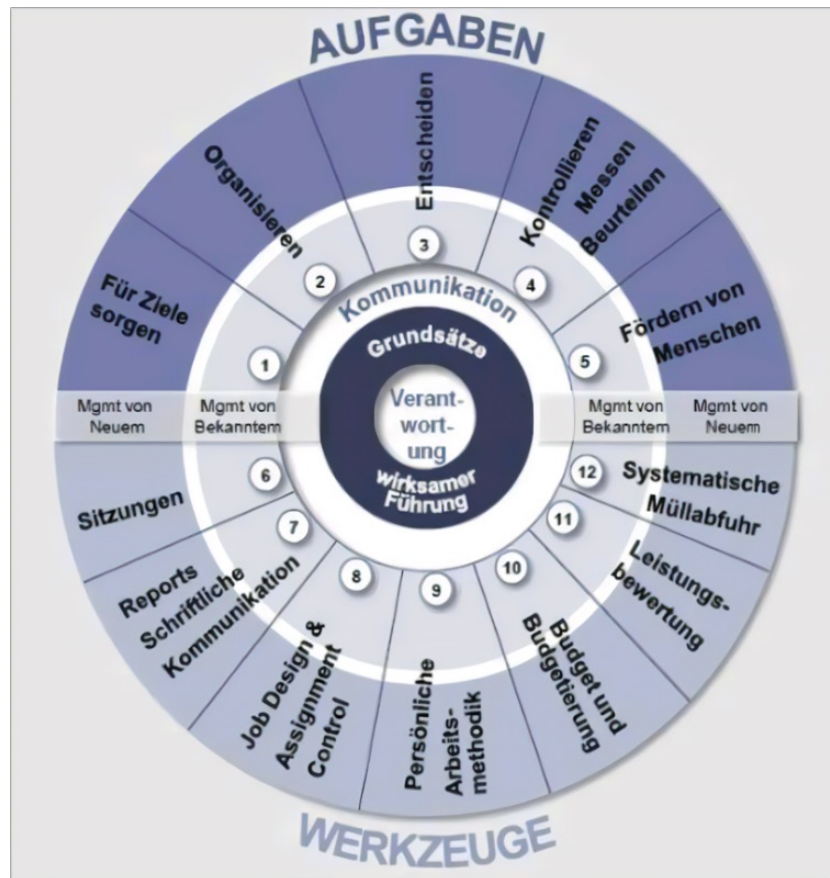 AUFGABEN
Für Ziele
sorgen
Organisieren
Entscheiden
Kontrollieren
Messen
Beurteilen
Fördern von
Menschen
1
2
3
4
5
Kommunikation
Grundsätze
Verant-
wort-
ung
wirksamer
Führung
Mgmt von
Neuem
Mgmt von
Bekanntem
Mgmt von
Bekanntem
Mgmt von
Neuem
6
7
8
9
10
11
12
Sitzungen
Reports
Schriftliche
Kommunikation
Job Design &
Assignment
Control
Persönliche
Arbeits-
methodik
Budget und
Budgetierung
Leistungs-
bewertung
Systematische
Müllabfuhr
WERKZEUGE